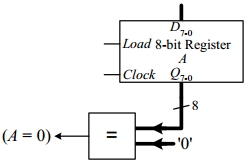 D7-0
Load 8-bit Register
A
Clock Q7-0
8
(A = 0)
=
'0'